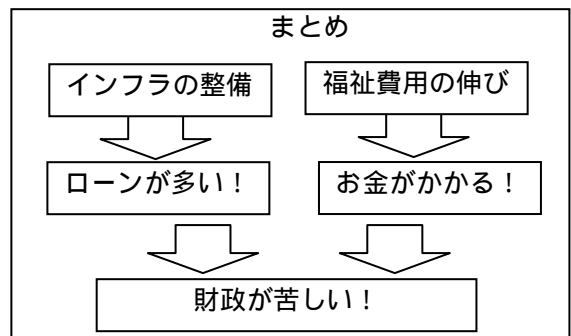 まとめ
インフラの整備
福祉費用の伸び
ローンが多い！
お金がかかる！
財政が苦しい！